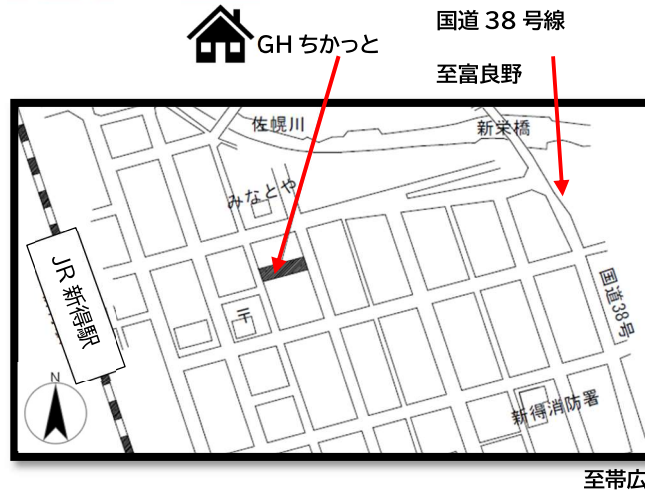 国道 38 号線
GH ちかっと
至富良野
佐幌川
新栄橋
みなとや
JR 新得駅
国道38号
〒
N
新得消防署
至帯広